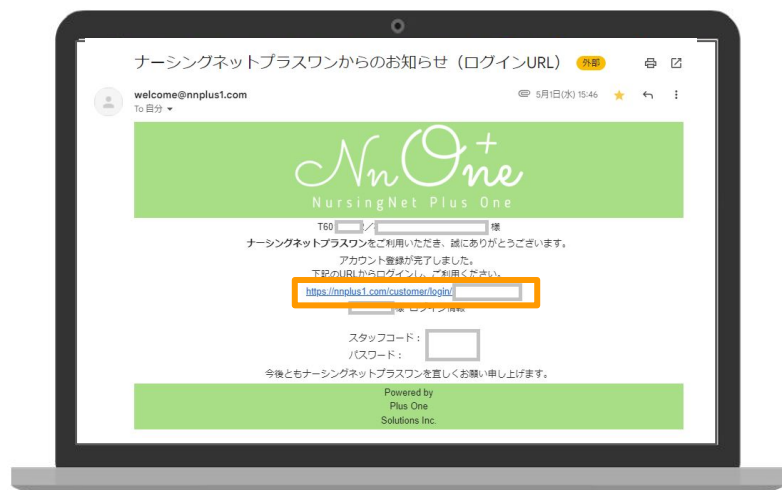 ナーシングネットプラスワンからのお知らせ（ログインURL） 外部
welcome@nnplus1.com 5月1日(水) 15:46
To 自分
NnOne+
NursingNet Plus One
T60 様
ナーシングネットプラスワンをご利用いただき、誠にありがとうございます。
アカウント登録が完了しました。
下記のURLからログインし、ご利用ください。
https://nnplus1.com/customer/login/
様 ログイン情報
スタッフコード：
パスワード：
今後ともナーシングネットプラスワンを宜しくお願い申し上げます。
Powered by
Plus One
Solutions Inc.